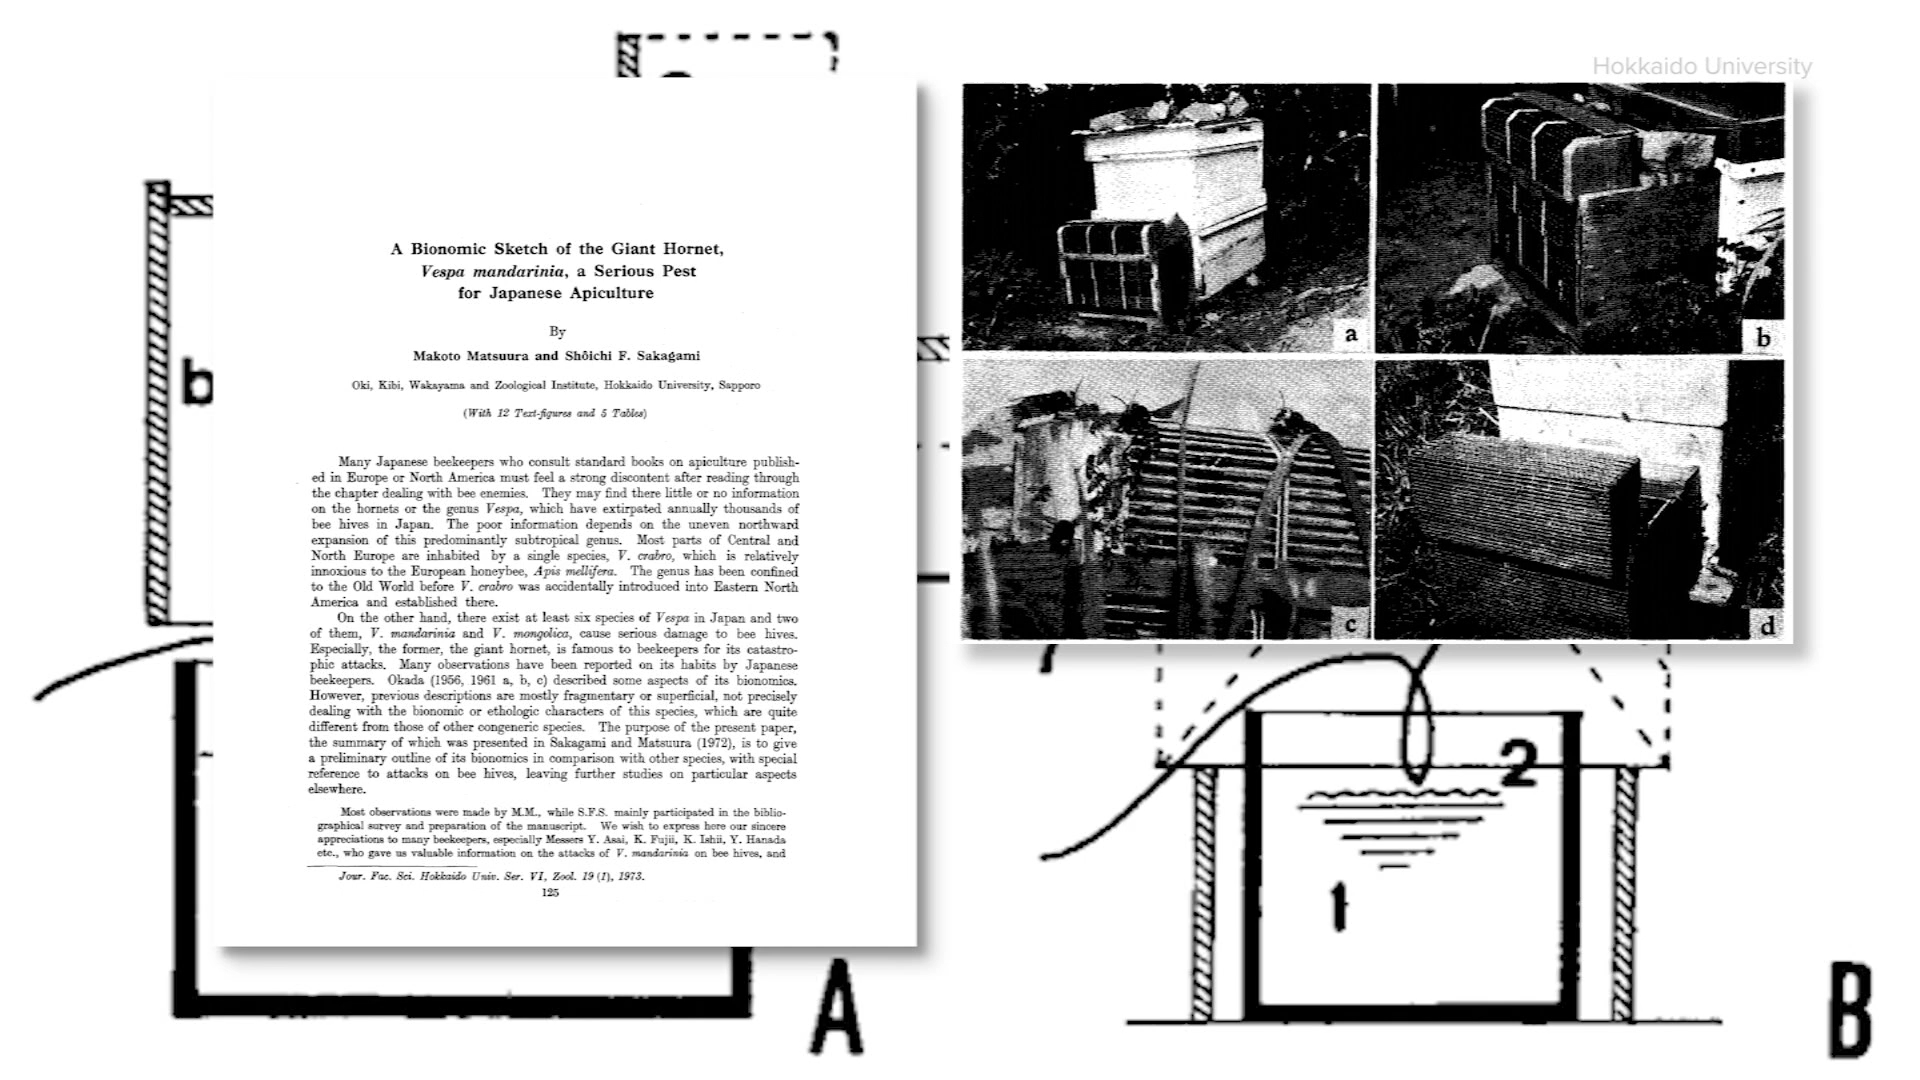 Hokkaido University
A Bionomic Sketch of the Giant Hornet,
Vespa mandarinia, a Serious Pest
for Japanese Apiculture
By
Makoto Matsuura and Shôichi F. Sakagami
Oki, Kibi, Wakayama and Zoological Institute, Hokkaido University, Sapporo
(With 12 Text-figures and 5 Tables)
Many Japanese beekeepers who consult standard books on apiculture publish-
ed in Europe or North America must feel a strong discontent after reading through
the chapter dealing with bee enemies. They may find there little or no information
on the hornets or the genus Vespa, which have extirpated annually thousands of
bee hives in Japan. The poor information depends on the uneven northward
expansion of this predominantly subtropical genus. Most parts of Central and
North Europe are inhabited by a single species, V. crabro, which is relatively
innoxious to the European honeybee, Apis mellifera. The genus has been confined
to the Old World before V. crabro was accidentally introduced into Eastern North
America and established there.
On the other hand, there exist at least six species of Vespa in Japan and two
of them, V. mandarinia and V. mongolica, cause serious damage to bee hives.
Especially, the former, the giant hornet, is famous to beekeepers for its catastro-
phic attacks. Many observations have been reported on its habits by Japanese
beekeepers. Okada (1956, 1961 a, b, c) described some aspects of its bionomics.
However, previous descriptions are mostly fragmentary or superficial, not precisely
dealing with the bionomic or ethologic characters of this species, which are quite
different from those of other congeneric species. The purpose of the present paper,
the summary of which was presented in Sakagami and Matsuura (1972), is to give
a preliminary outline of its bionomics in comparison with other species, with special
reference to attacks on bee hives, leaving further studies on particular aspects
elsewhere.
Most observations were made by M.M., while S.F.S. mainly participated in the biblio-
graphical survey and preparation of the manuscript. We wish to express here our sincere
appreciations to many beekeepers, especially Messers Y. Asai, K. Fujii, K. Ishii, Y. Hanada
etc., who gave us valuable information on the attacks of V. mandarinia on bee hives, and
Jour. Fac. Sci. Hokkaido Univ. Ser. VI, Zool. 19 (1), 1973.
125
a
b
c
d
b
2
1
A
B